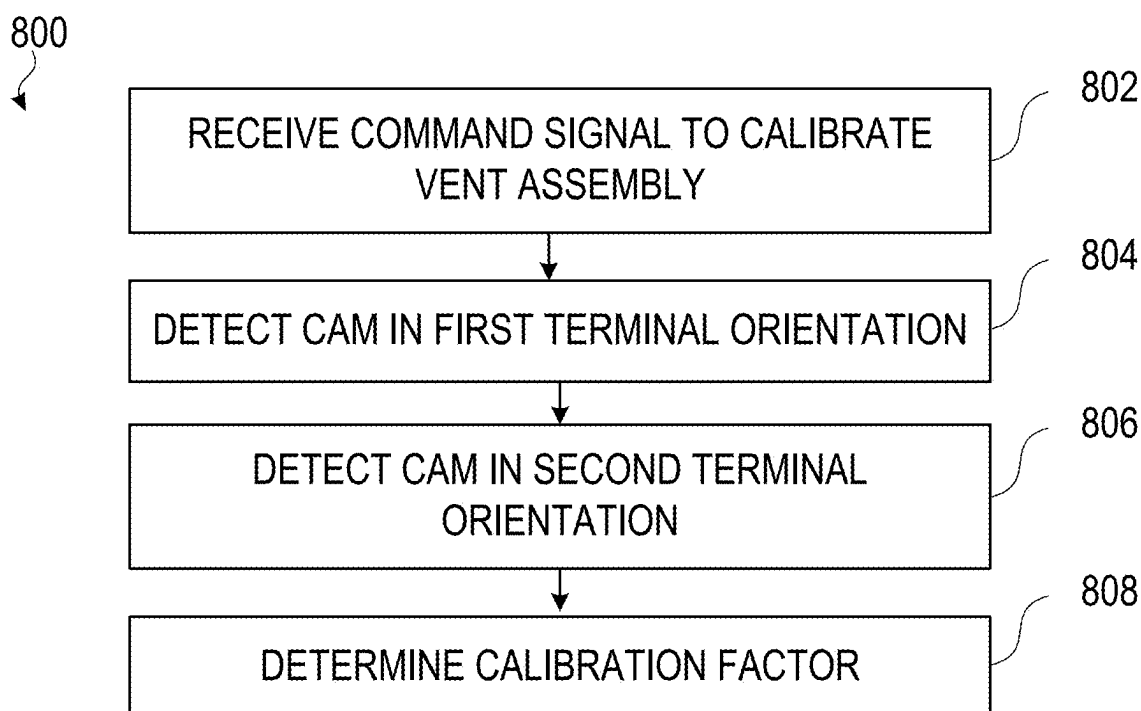 800
802
RECEIVE COMMAND SIGNAL TO CALIBRATE
VENT ASSEMBLY
804
DETECT CAM IN FIRST TERMINAL ORIENTATION
806
DETECT CAM IN SECOND TERMINAL
ORIENTATION
808
DETERMINE CALIBRATION FACTOR